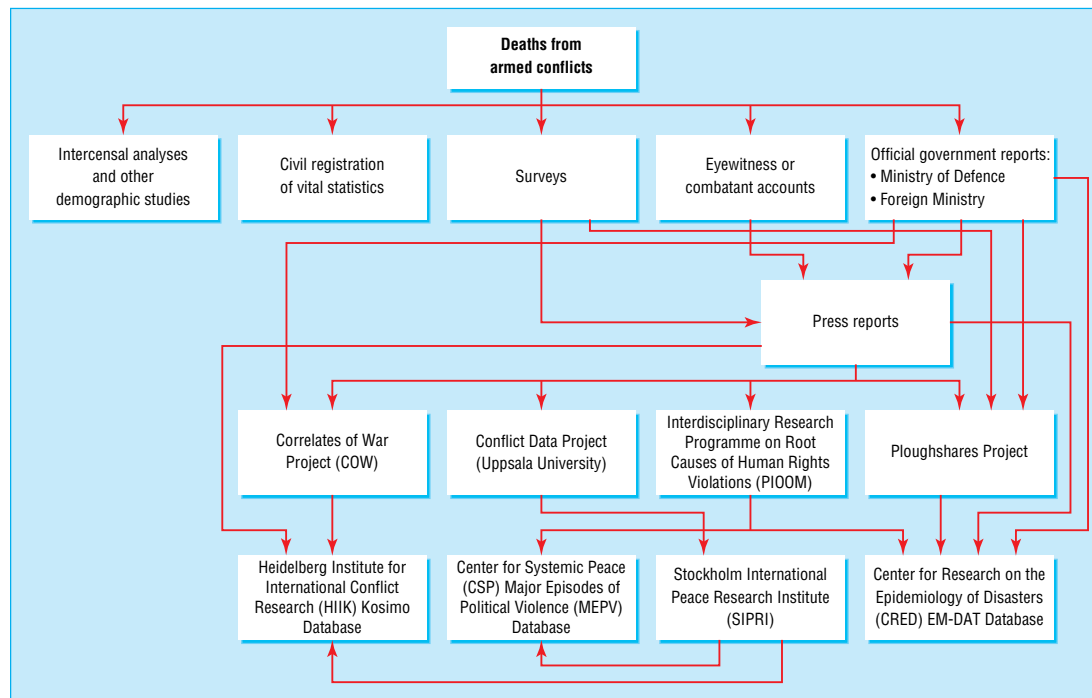 Deaths from
armed conflicts
Intercensal analyses
and other
demographic studies
Civil registration
of vital statistics
Surveys
Eyewitness or
combatant accounts
Official government reports:
• Ministry of Defence
• Foreign Ministry
Press reports
Correlates of War
Project (COW)
Conflict Data Project
(Uppsala University)
Interdisciplinary Research
Programme on Root
Causes of Human Rights
Violations (PIOOM)
Ploughshares Project
Heidelberg Institute for
International Conflict
Research (HIIK) Kosimo
Database
Center for Systemic Peace
(CSP) Major Episodes of
Political Violence (MEPV)
Database
Stockholm International
Peace Research Institute
(SIPRI)
Center for Research on the
Epidemiology of Disasters
(CRED) EM-DAT Database